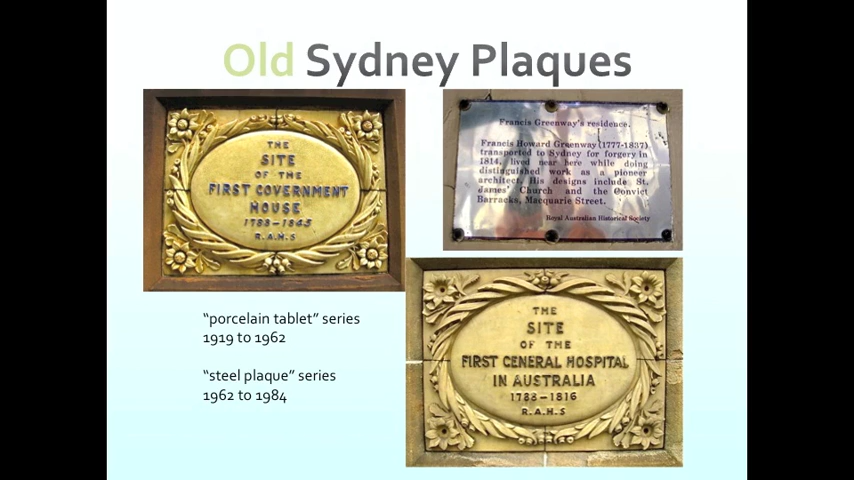 Old Sydney Plaques
THE
SITE
OF THE
FIRST GOVERNMENT
HOUSE
1788-1845
R.A.H.S
Francis Greenway's residence.
Francis Howard Greenway (1777-1837)
transported to Sydney for forgery in
1814, lived near here while doing
distinguished work as a pioneer
architect. His designs include St.
James' Church and the Convict
Barracks, Macquarie Street.
Royal Australian Historical Society
THE
SITE
OF THE
FIRST GENERAL HOSPITAL
IN AUSTRALIA
1788-1816
R.A.H.S
"porcelain tablet" series
1919 to 1962
"steel plaque" series
1962 to 1984